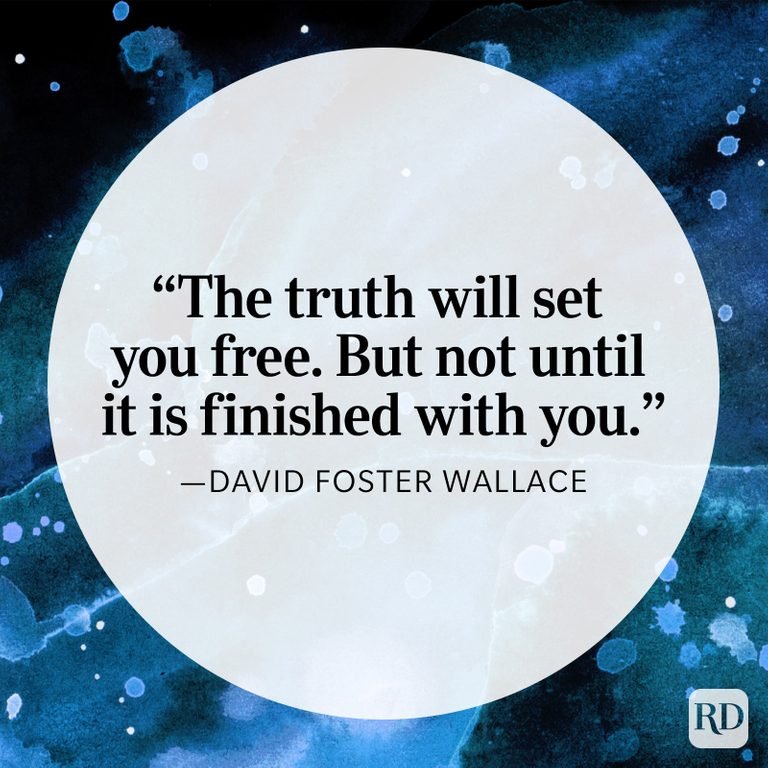 “The truth will set
you free. But not until
it is finished with you.”
—DAVID FOSTER WALLACE
RD